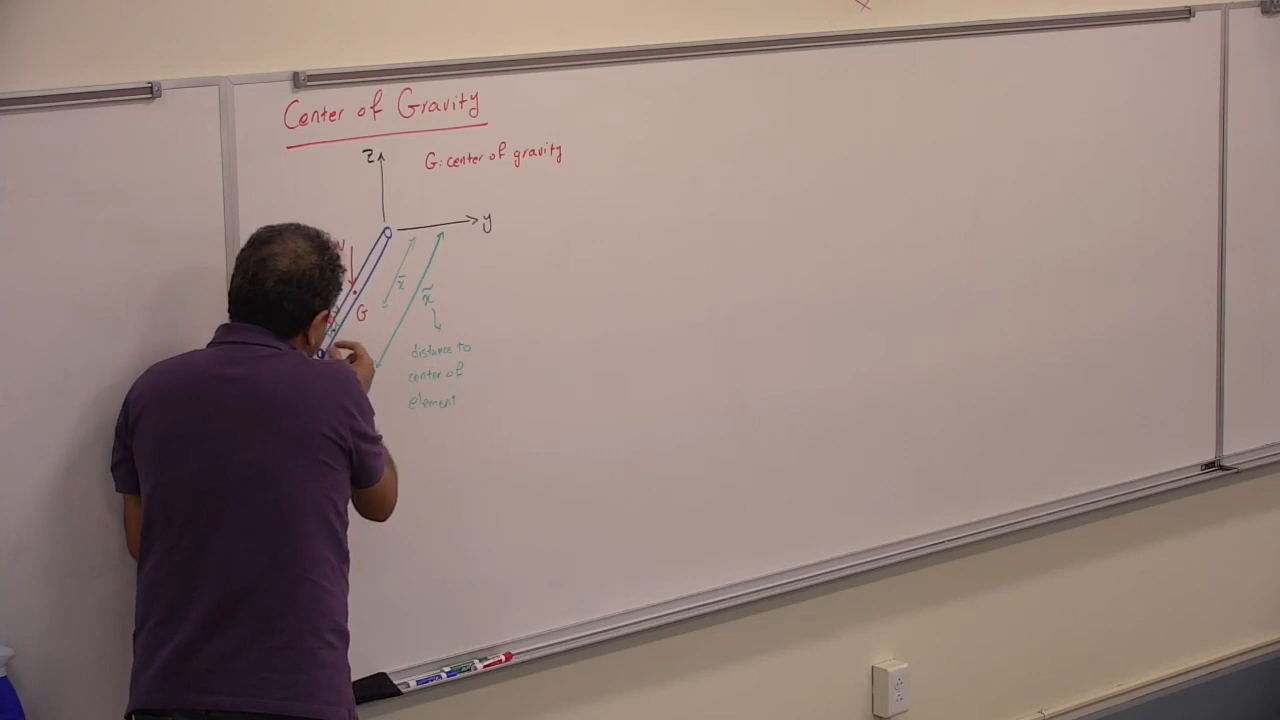 Center of Gravity
z
G: center of gravity
y
x̄
x̃
G
distance to
center of
element